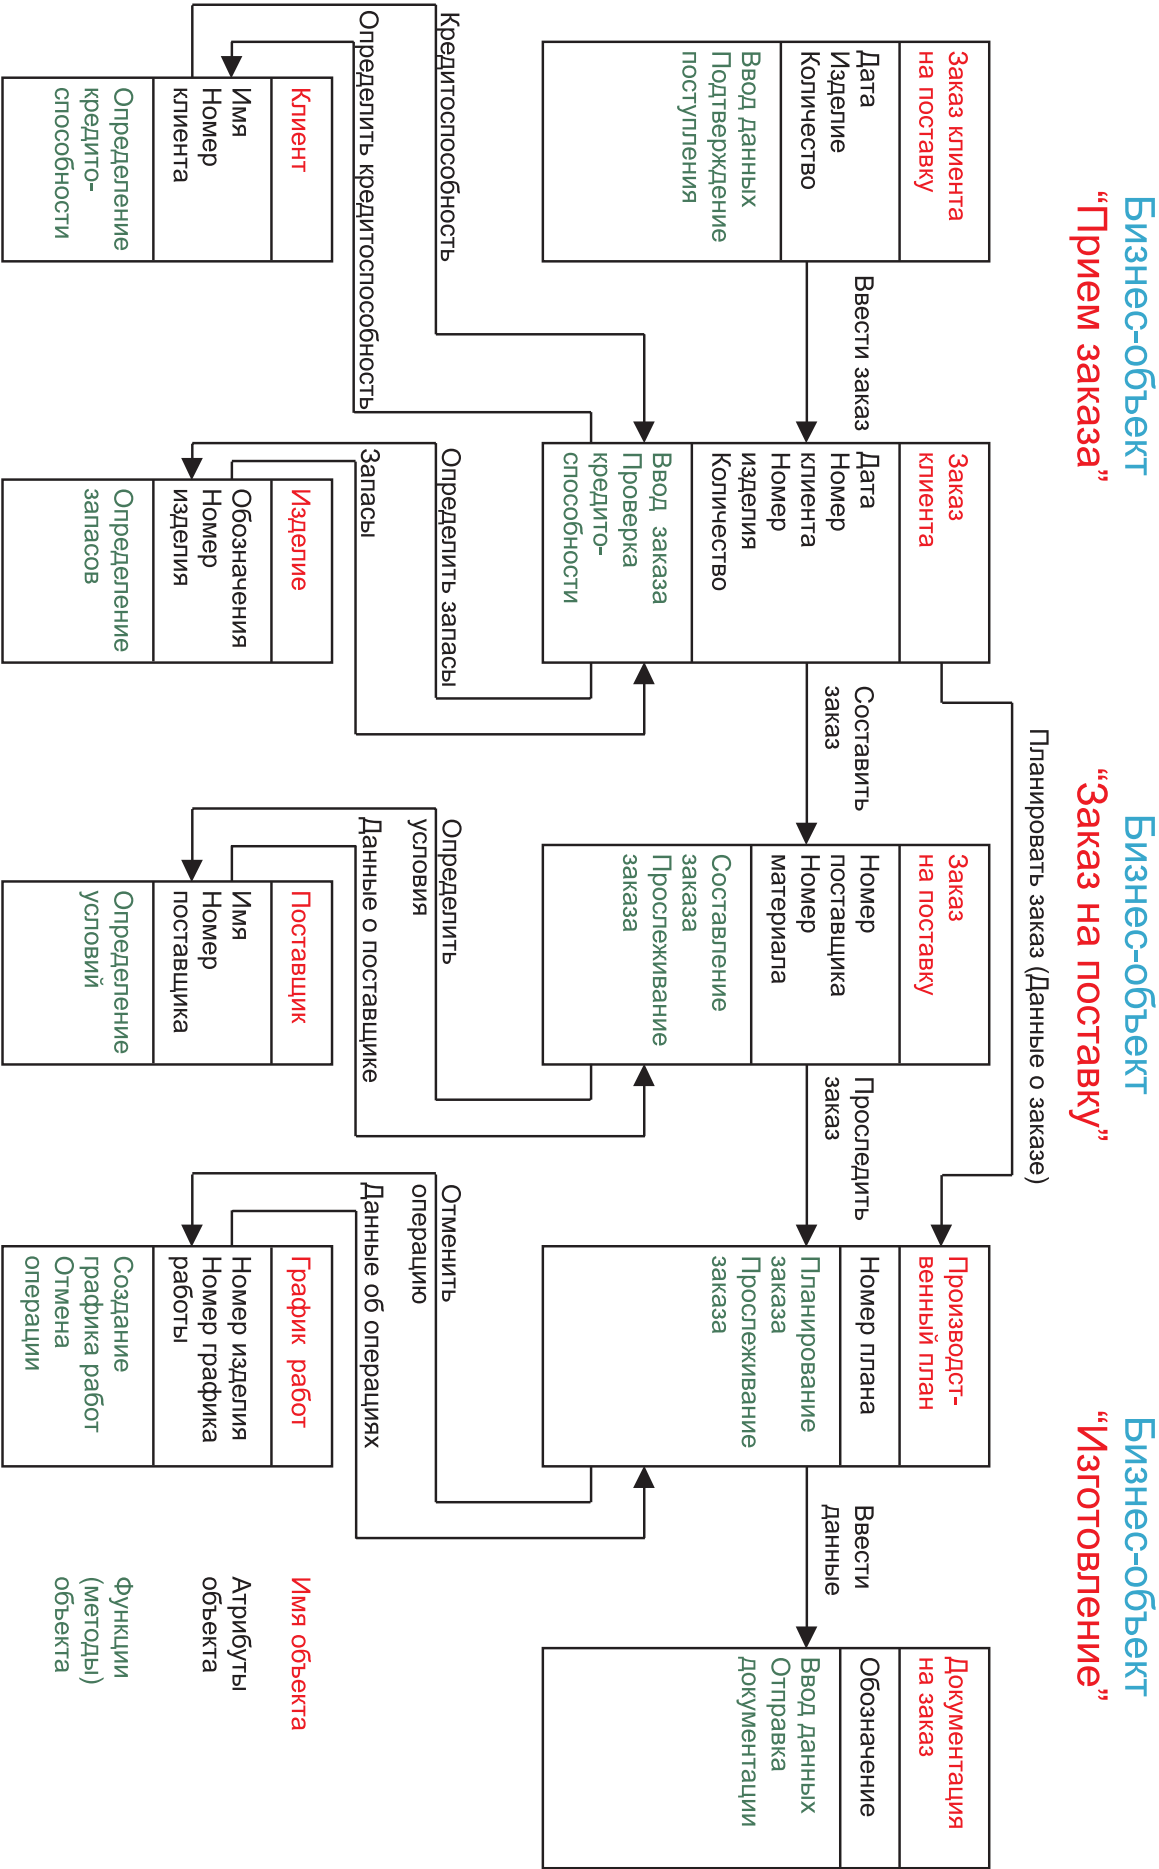 Бизнес-объект
“Прием заказа”
Бизнес-объект
“Заказ на поставку”
Бизнес-объект
“Изготовление”
Планировать заказ (Данные о заказе)
Заказ клиента
на поставку
Дата
Изделие
Количество
Ввод данных
Подтверждение
поступления
Ввести заказ
Заказ
клиента
Дата
Номер
клиента
Номер
изделия
Количество
Ввод заказа
Проверка
кредито-
способности
Составить
заказ
Заказ
на поставку
Номер
поставщика
Номер
материала
Составление
заказа
Прослеживание
заказа
Проследить
заказ
Производст-
венный план
Номер плана
Планирование
заказа
Прослеживание
заказа
Ввести
данные
Документация
на заказ
Обозначение
Ввод данных
Отправка
документации
Кредитоспособность
Определить кредитоспособность
Определить запасы
Запасы
Определить
условия
Данные о поставщике
Отменить
операцию
Данные об операциях
Клиент
Имя
Номер
клиента
Определение
кредито-
способности
Изделие
Обозначения
Номер
изделия
Определение
запасов
Поставщик
Имя
Номер
поставщика
Определение
условий
График работ
Номер изделия
Номер графика
работы
Создание
графика работ
Отмена
операции
Имя объекта
Атрибуты
объекта
Функции
(методы)
объекта